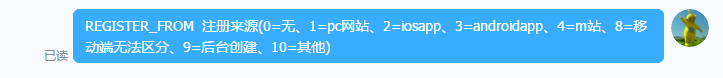 REGISTER_FROM 注册来源(0=无、1=pc网站、2=iosapp、3=androidapp、4=m站、8=移
动端无法区分、9=后台创建、10=其他)
已读